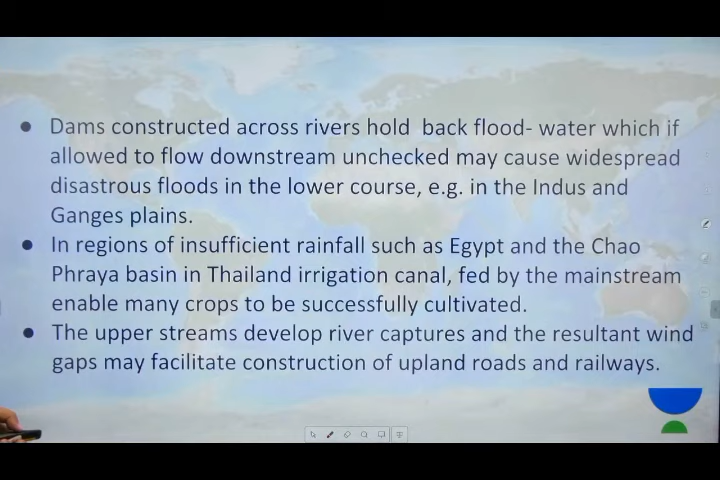 ● Dams constructed across rivers hold back flood- water which if
allowed to flow downstream unchecked may cause widespread
disastrous floods in the lower course, e.g. in the Indus and
Ganges plains.
● In regions of insufficient rainfall such as Egypt and the Chao
Phraya basin in Thailand irrigation canal, fed by the mainstream
enable many crops to be successfully cultivated.
● The upper streams develop river captures and the resultant wind
gaps may facilitate construction of upland roads and railways.